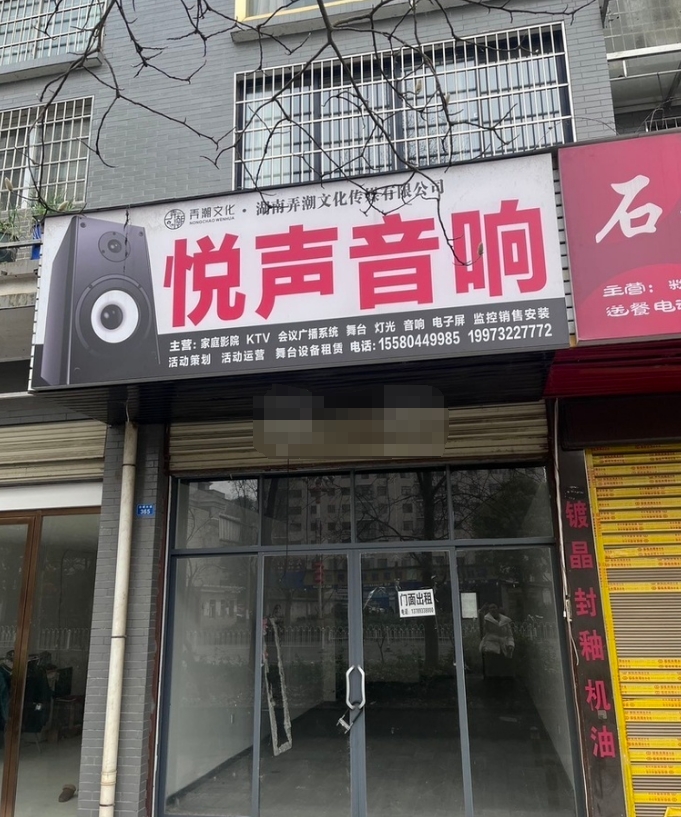 弄潮文化·湖南弄潮文化传媒有限公司
NONGCHAO WENHUA
悦声音响
主营：家庭影院 KTV 会议广播系统 舞台 灯光 音响 电子屏 监控销售安装
活动策划 活动运营 舞台设备租赁 电话：15580449985 19973227772
石
主营：
送餐电动
368
门面出租
镀晶封釉机油